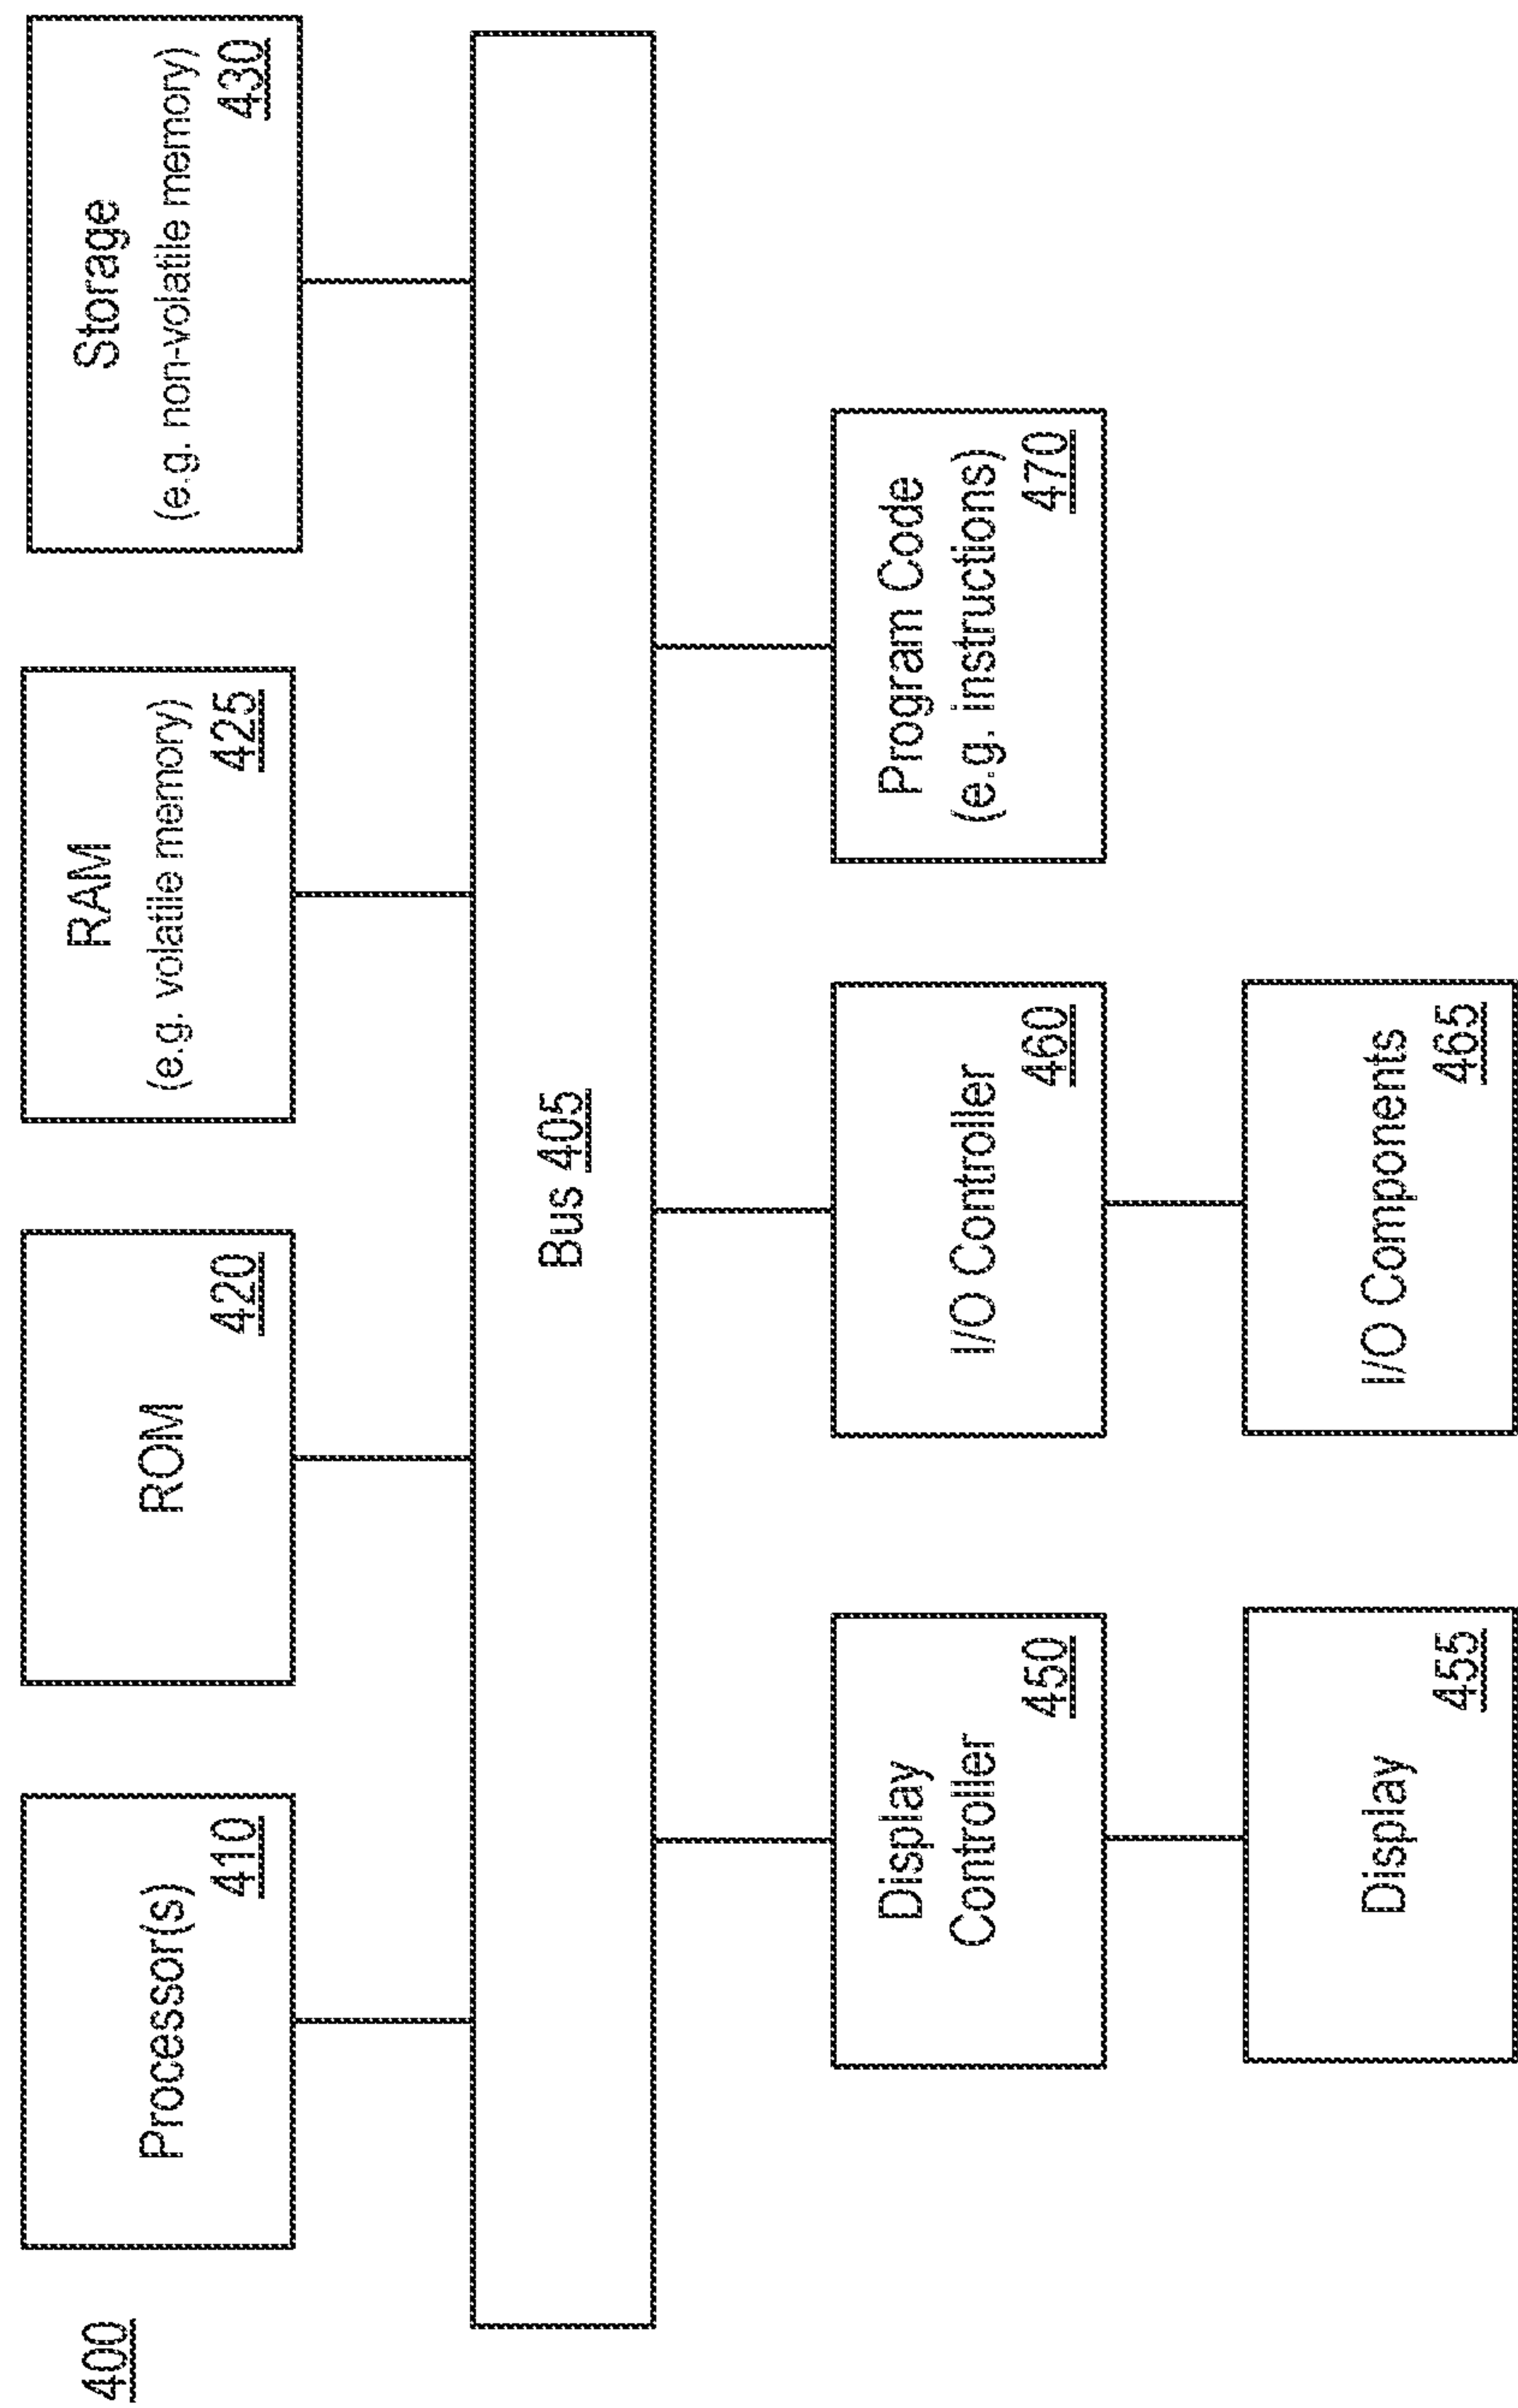 400
Processor(s)
410
ROM
420
RAM
(e.g. volatile memory)
425
Storage
(e.g. non-volatile memory)
430
Bus 405
Display
Controller
450
I/O Controller
460
Program Code
(e.g. instructions)
470
Display
455
I/O Components
465